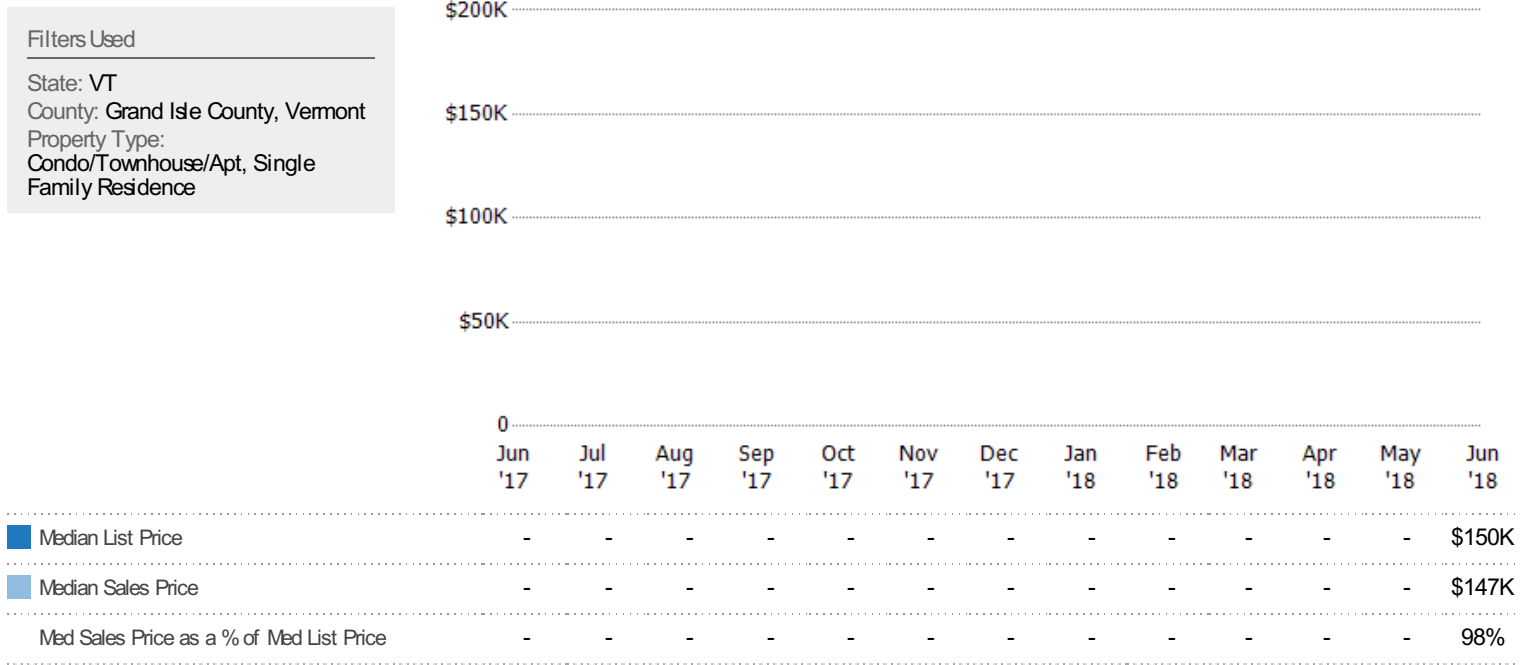 Filters Used
State: VT
County: Grand Isle County, Vermont
Property Type:
Condo/Townhouse/Apt, Single
Family Residence
$200K
$150K
$100K
$50K
0
Jun Jul Aug Sep Oct Nov Dec Jan Feb Mar Apr May Jun
'17 '17 '17 '17 '17 '17 '17 '18 '18 '18 '18 '18 '18
Median List Price - - - - - - - - - - - - $150K
Median Sales Price - - - - - - - - - - - - $147K
Med Sales Price as a % of Med List Price - - - - - - - - - - - - 98%